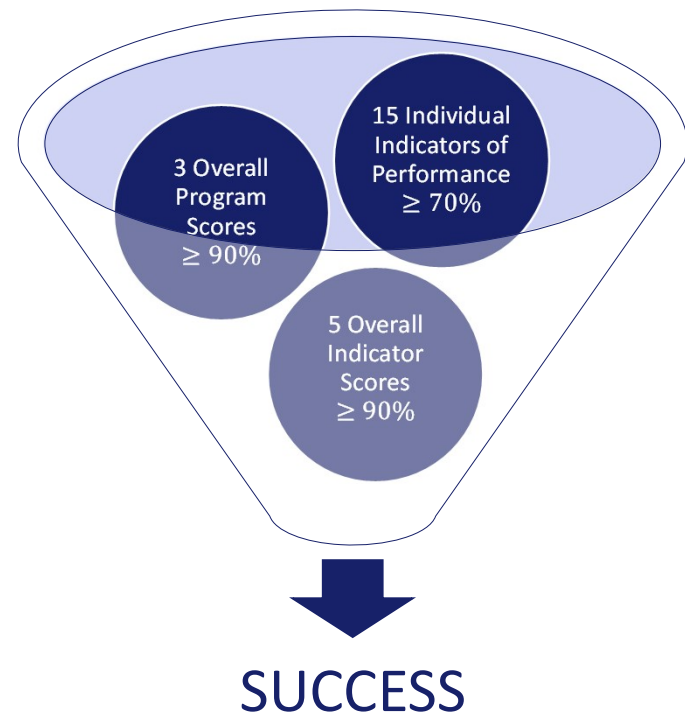 15 Individual
Indicators of
Performance
≥ 70%
3 Overall
Program
Scores
≥ 90%
5 Overall
Indicator
Scores
≥ 90%
SUCCESS